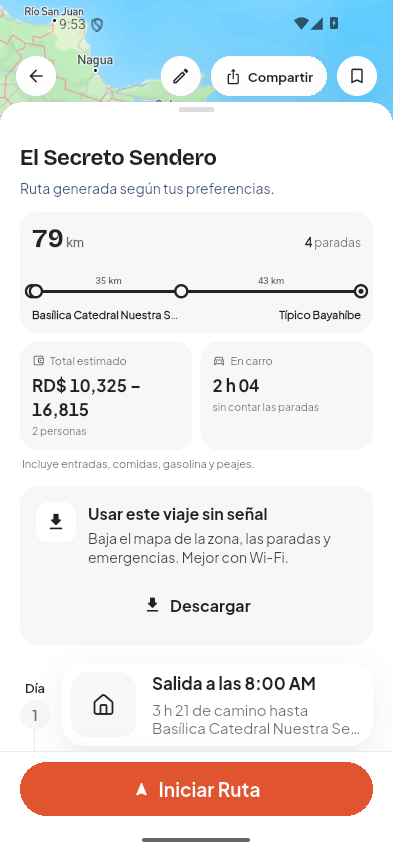 Río San Juan
9:53
Nagua
Compartir
El Secreto Sendero
Ruta generada según tus preferencias.
79 km
4 paradas
35 km
43 km
Basílica Catedral Nuestra S...
Típico Bayahíbe
Total estimado
RD$ 10,325 –
16,815
2 personas
En carro
2 h 04
sin contar las paradas
Incluye entradas, comidas, gasolina y peajes.
Usar este viaje sin señal
Baja el mapa de la zona, las paradas y
emergencias. Mejor con Wi-Fi.
Descargar
Día
1
Salida a las 8:00 AM
3 h 21 de camino hasta
Basílica Catedral Nuestra Se...
Iniciar Ruta